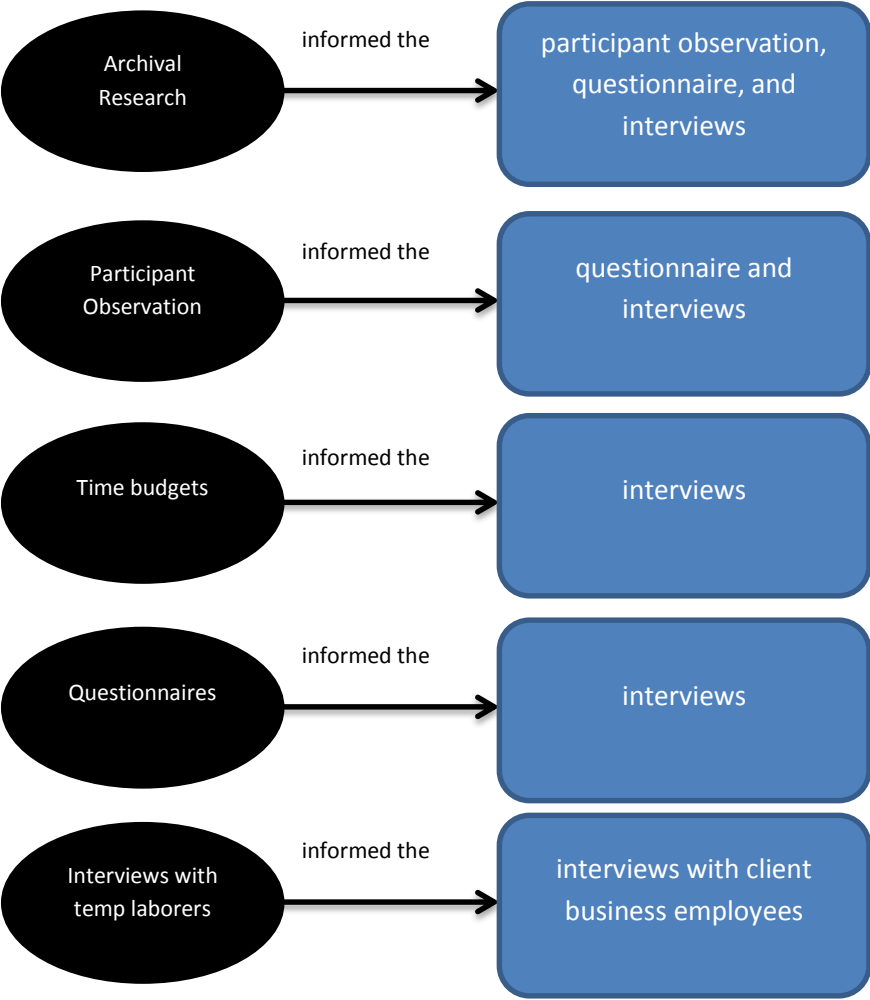 Archival
Research
informed the
participant observation,
questionnaire, and
interviews
Participant
Observation
informed the
questionnaire and
interviews
Time budgets
informed the
interviews
Questionnaires
informed the
interviews
Interviews with
temp laborers
informed the
interviews with client
business employees